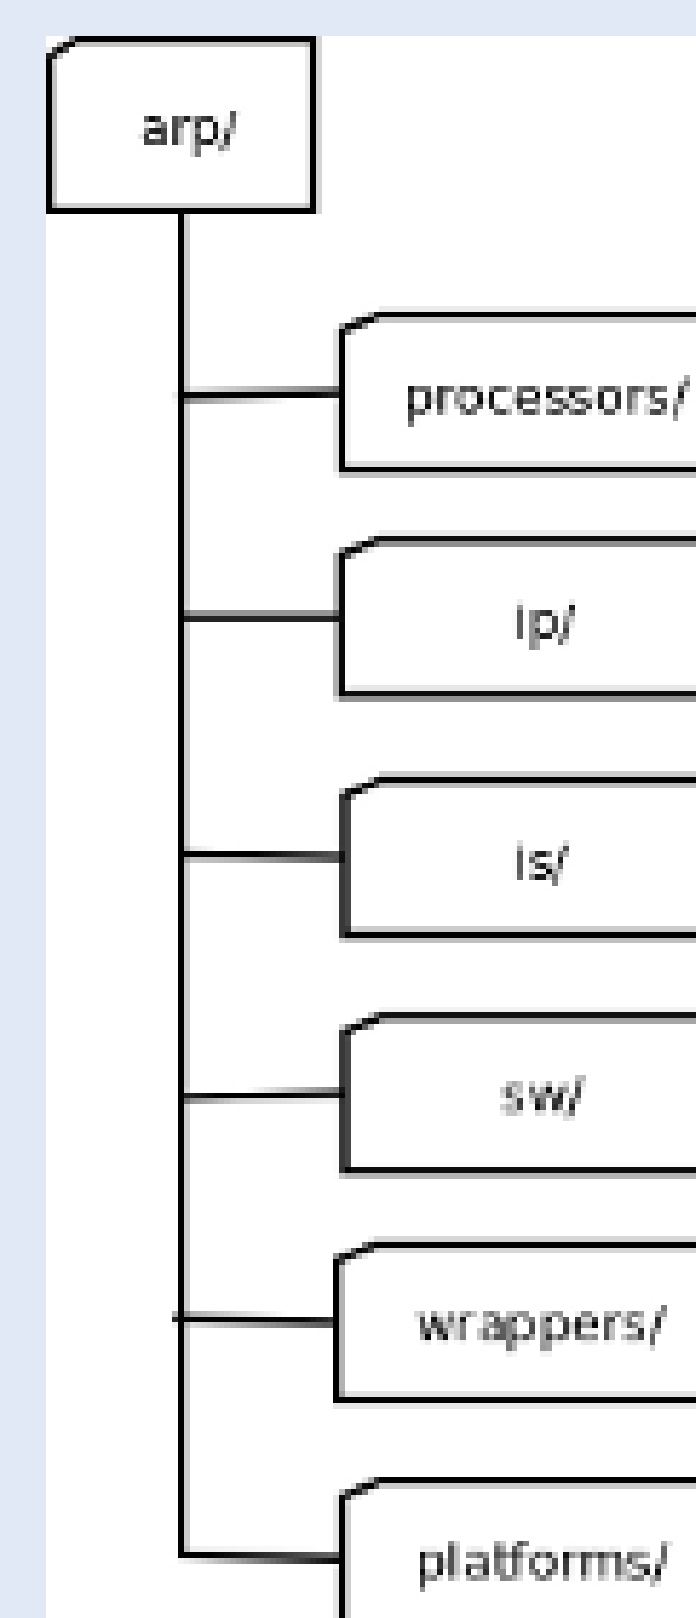 arp/
processors/
ip/
is/
sw/
wrappers/
platforms/